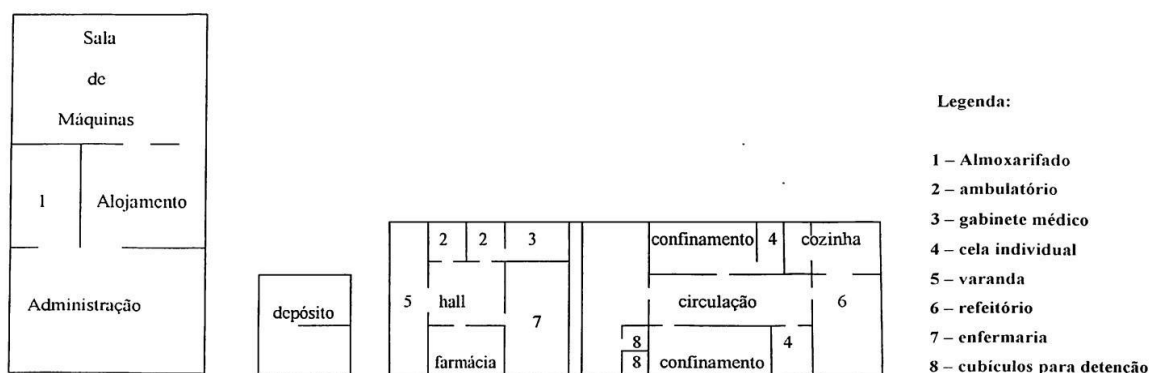 Sala
de
Máquinas
1
Alojamento
Administração
depósito
2
2
3
5
hall
7
farmácia
confinamento
4
cozinha
circulação
6
8
8
confinamento
4
Legenda:
1 – Almoxarifado
2 – ambulatório
3 – gabinete médico
4 – cela individual
5 – varanda
6 – refeitório
7 – enfermaria
8 – cubículos para detenção